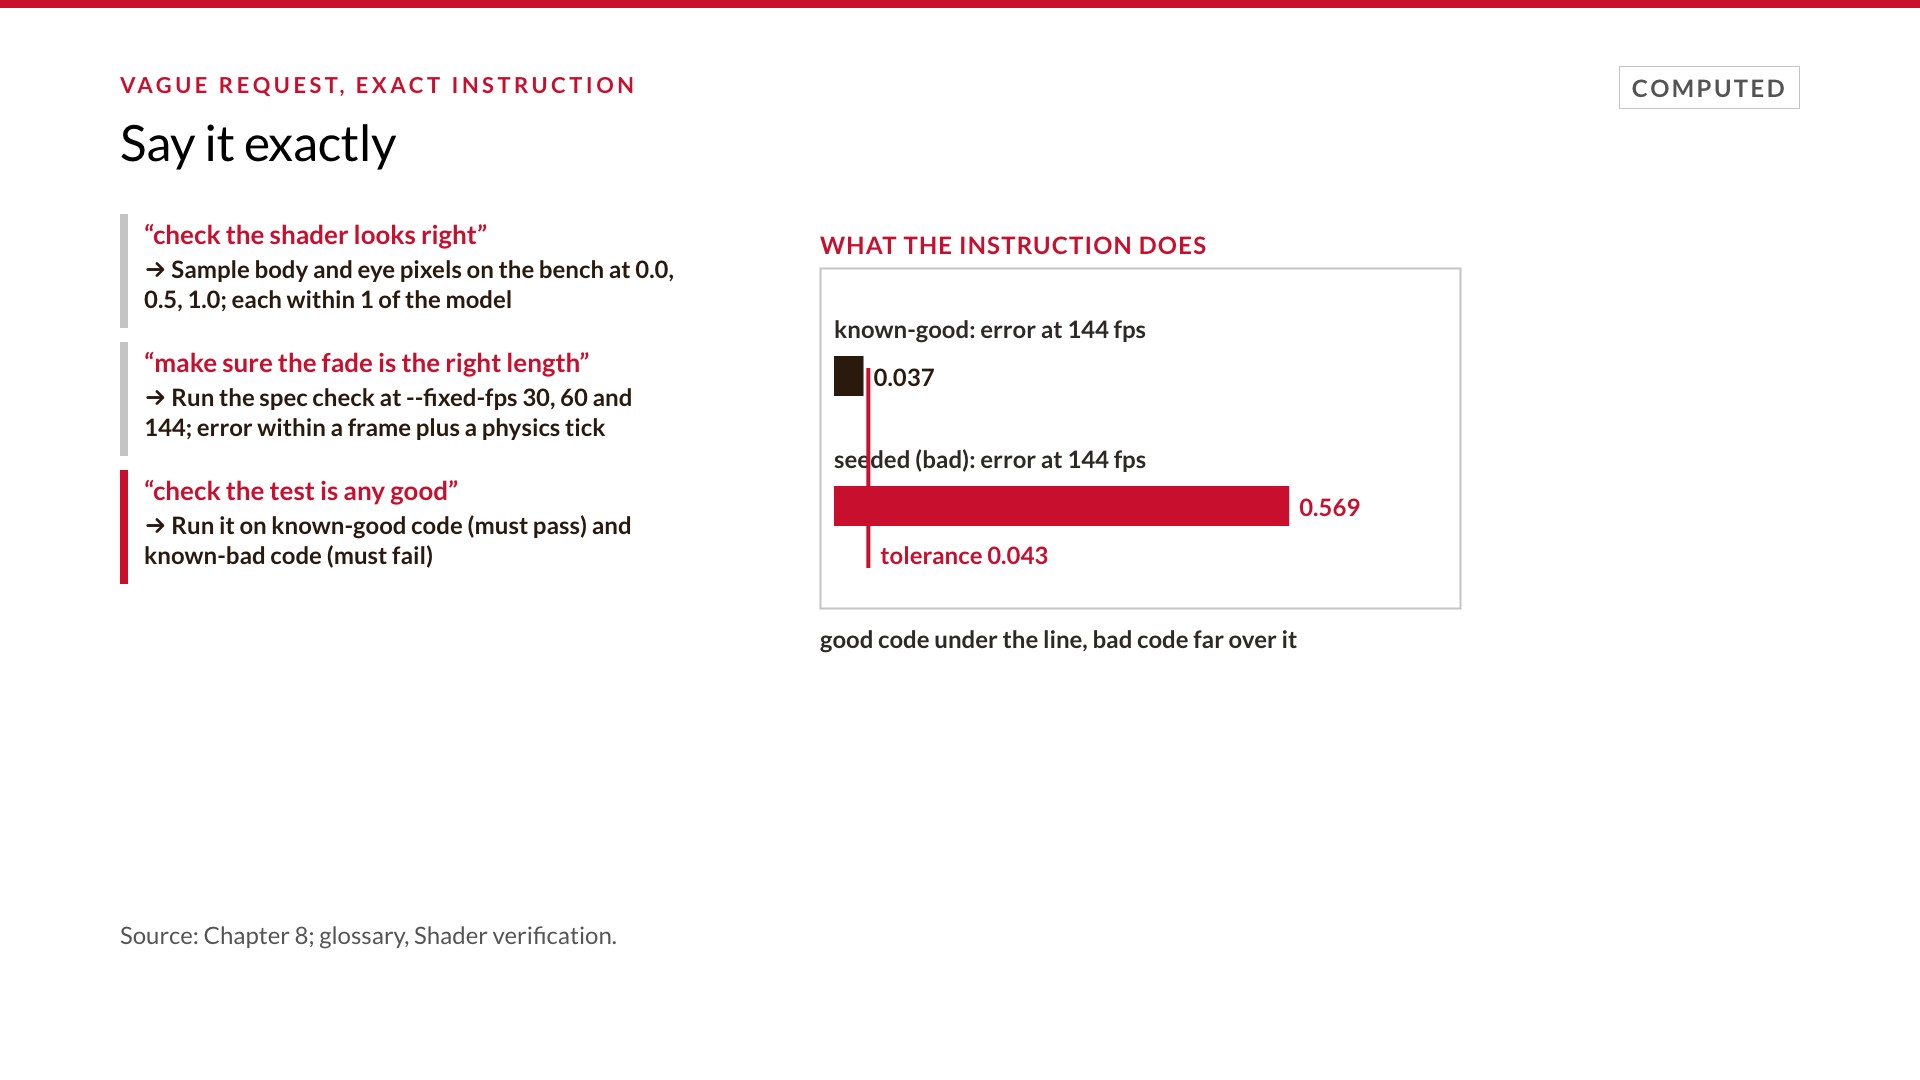 VAGUE REQUEST, EXACT INSTRUCTION
COMPUTED
Say it exactly
“check the shader looks right”
→ Sample body and eye pixels on the bench at 0.0,
0.5, 1.0; each within 1 of the model
“make sure the fade is the right length”
→ Run the spec check at --fixed-fps 30, 60 and
144; error within a frame plus a physics tick
“check the test is any good”
→ Run it on known-good code (must pass) and
known-bad code (must fail)
WHAT THE INSTRUCTION DOES
known-good: error at 144 fps
0.037
seeded (bad): error at 144 fps
0.569
tolerance 0.043
good code under the line, bad code far over it
Source: Chapter 8; glossary, Shader verification.